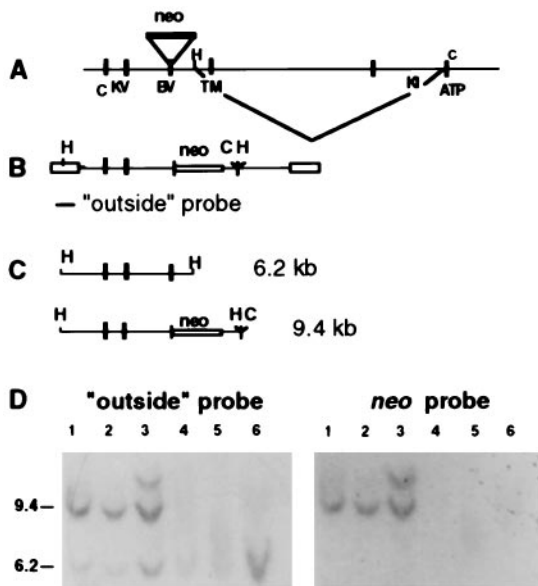 neo
A H C
C KV BV TM KI ATP
B H neo C H
"outside" probe
C H H 6.2 kb
H neo H C 9.4 kb
D "outside" probe neo probe
1 2 3 4 5 6 1 2 3 4 5 6
9.4
6.2